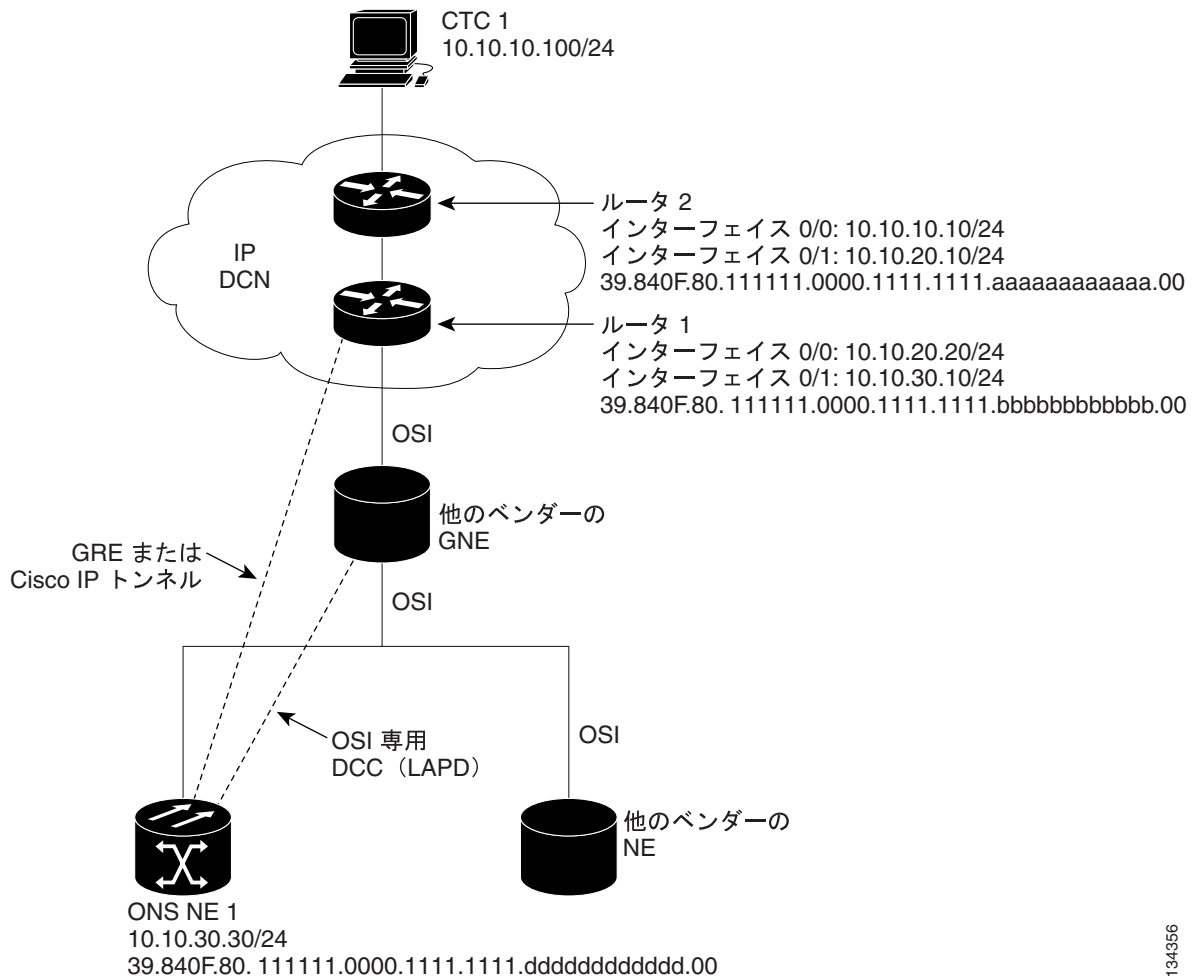 CTC 1
10.10.10.100/24
IP
DCN
ルータ 2
インターフェイス 0/0: 10.10.10.10/24
インターフェイス 0/1: 10.10.20.10/24
39.840F.80.111111.0000.1111.1111.aaaaaaaaaaaa.00
ルータ 1
インターフェイス 0/0: 10.10.20.20/24
インターフェイス 0/1: 10.10.30.10/24
39.840F.80. 111111.0000.1111.1111.bbbbbbbbbbbb.00
OSI
他のベンダーの
GNE
GRE または
Cisco IP トンネル
OSI
OSI 専用
DCC（LAPD）
OSI
他のベンダーの
NE
ONS NE 1
10.10.30.30/24
39.840F.80. 111111.0000.1111.1111.dddddddddddd.00
134356